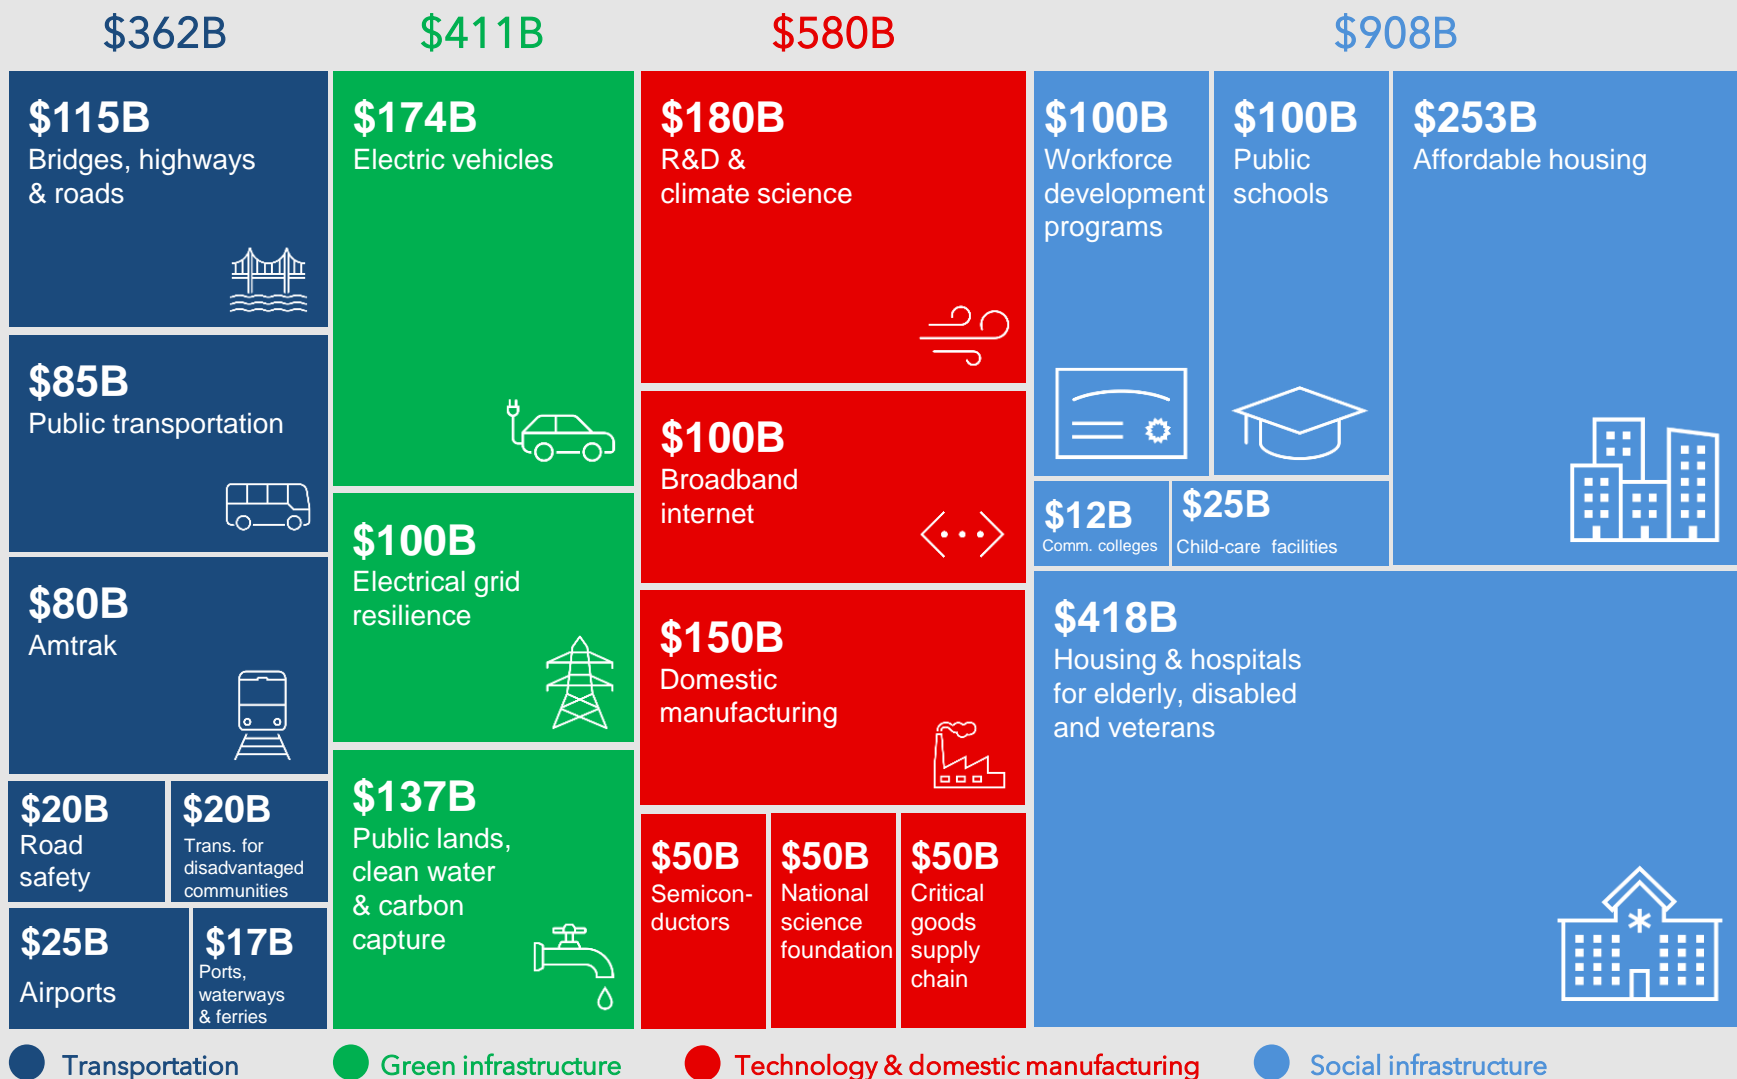 $362B
$411B
$580B
$908B
$115B
Bridges, highways
& roads
$85B
Public transportation
$80B
Amtrak
$20B
Road
safety
$20B
Trans. for
disadvantaged
communities
$25B
Airports
$17B
Ports,
waterways
& ferries
$174B
Electric vehicles
$100B
Electrical grid
resilience
$137B
Public lands,
clean water
& carbon
capture
$180B
R&D &
climate science
$100B
Broadband
internet
$150B
Domestic
manufacturing
$50B
Semicon-
ductors
$50B
National
science
foundation
$50B
Critical
goods
supply
chain
$100B
Workforce
development
programs
$100B
Public
schools
$253B
Affordable housing
$12B
Comm. colleges
$25B
Child-care facilities
$418B
Housing & hospitals
for elderly, disabled
and veterans
Transportation
Green infrastructure
Technology & domestic manufacturing
Social infrastructure